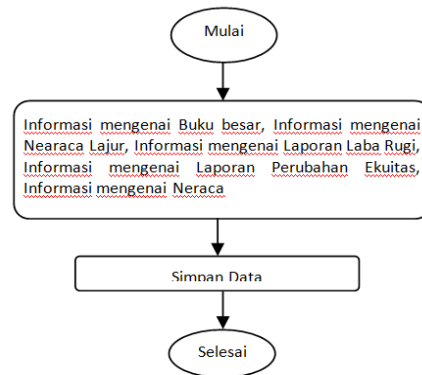 Mulai
Informasi mengenai Buku besar, Informasi mengenai
Nearaca Lajur, Informasi mengenai Laporan Laba Rugi,
Informasi mengenai Laporan Perubahan Ekuitas,
Informasi mengenai Neraca
Simpan Data
Selesai